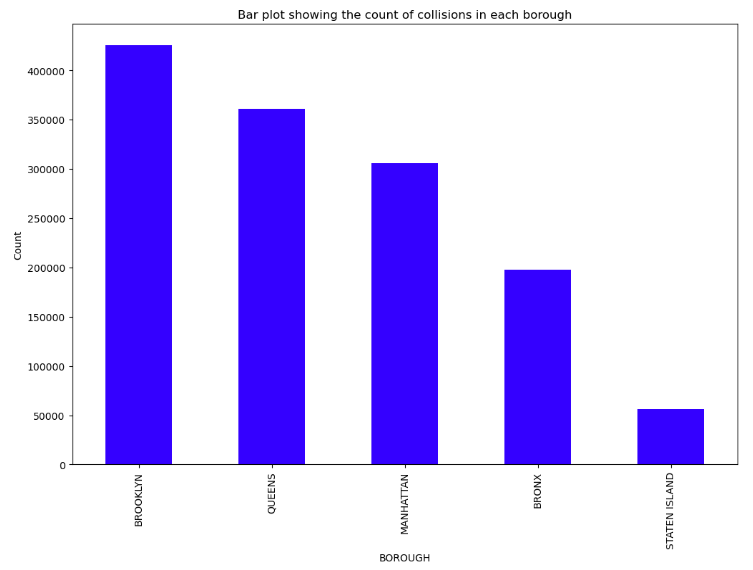 Bar plot showing the count of collisions in each borough
Count
400000
350000
300000
250000
200000
150000
100000
50000
0
BROOKLYN
QUEENS
MANHATTAN
BRONX
STATEN ISLAND
BOROUGH